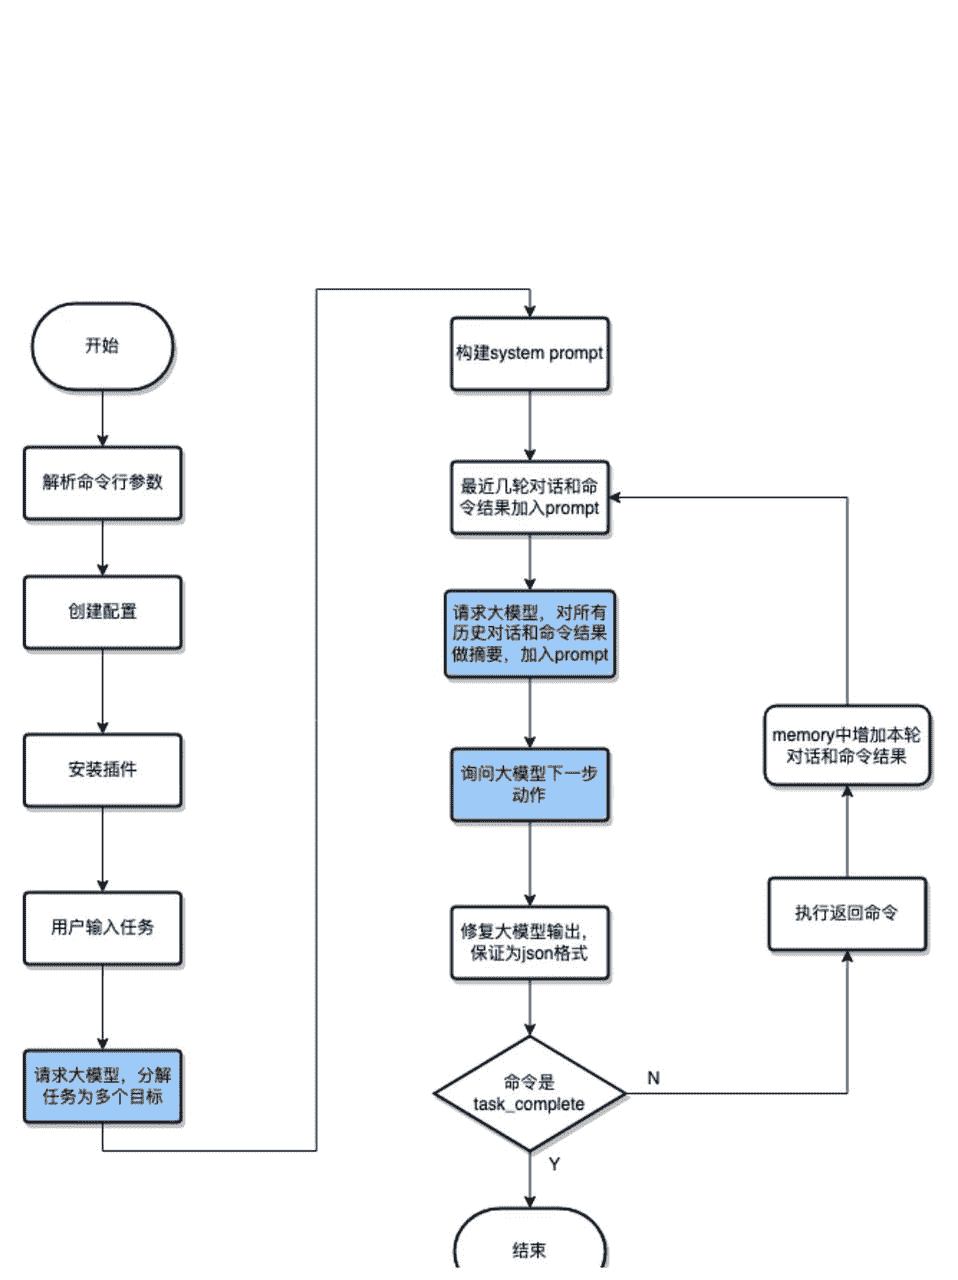 开始
解析命令行参数
创建配置
安装插件
用户输入任务
请求大模型，分解
任务为多个目标
构建system prompt
最近几轮对话和命
令结果加入prompt
请求大模型，对所有
历史对话和命令结果
做摘要，加入prompt
询问大模型下一步
动作
修复大模型输出，
保证为json格式
命令是
task_complete
N
Y
结束
执行返回命令
memory中增加本轮
对话和命令结果